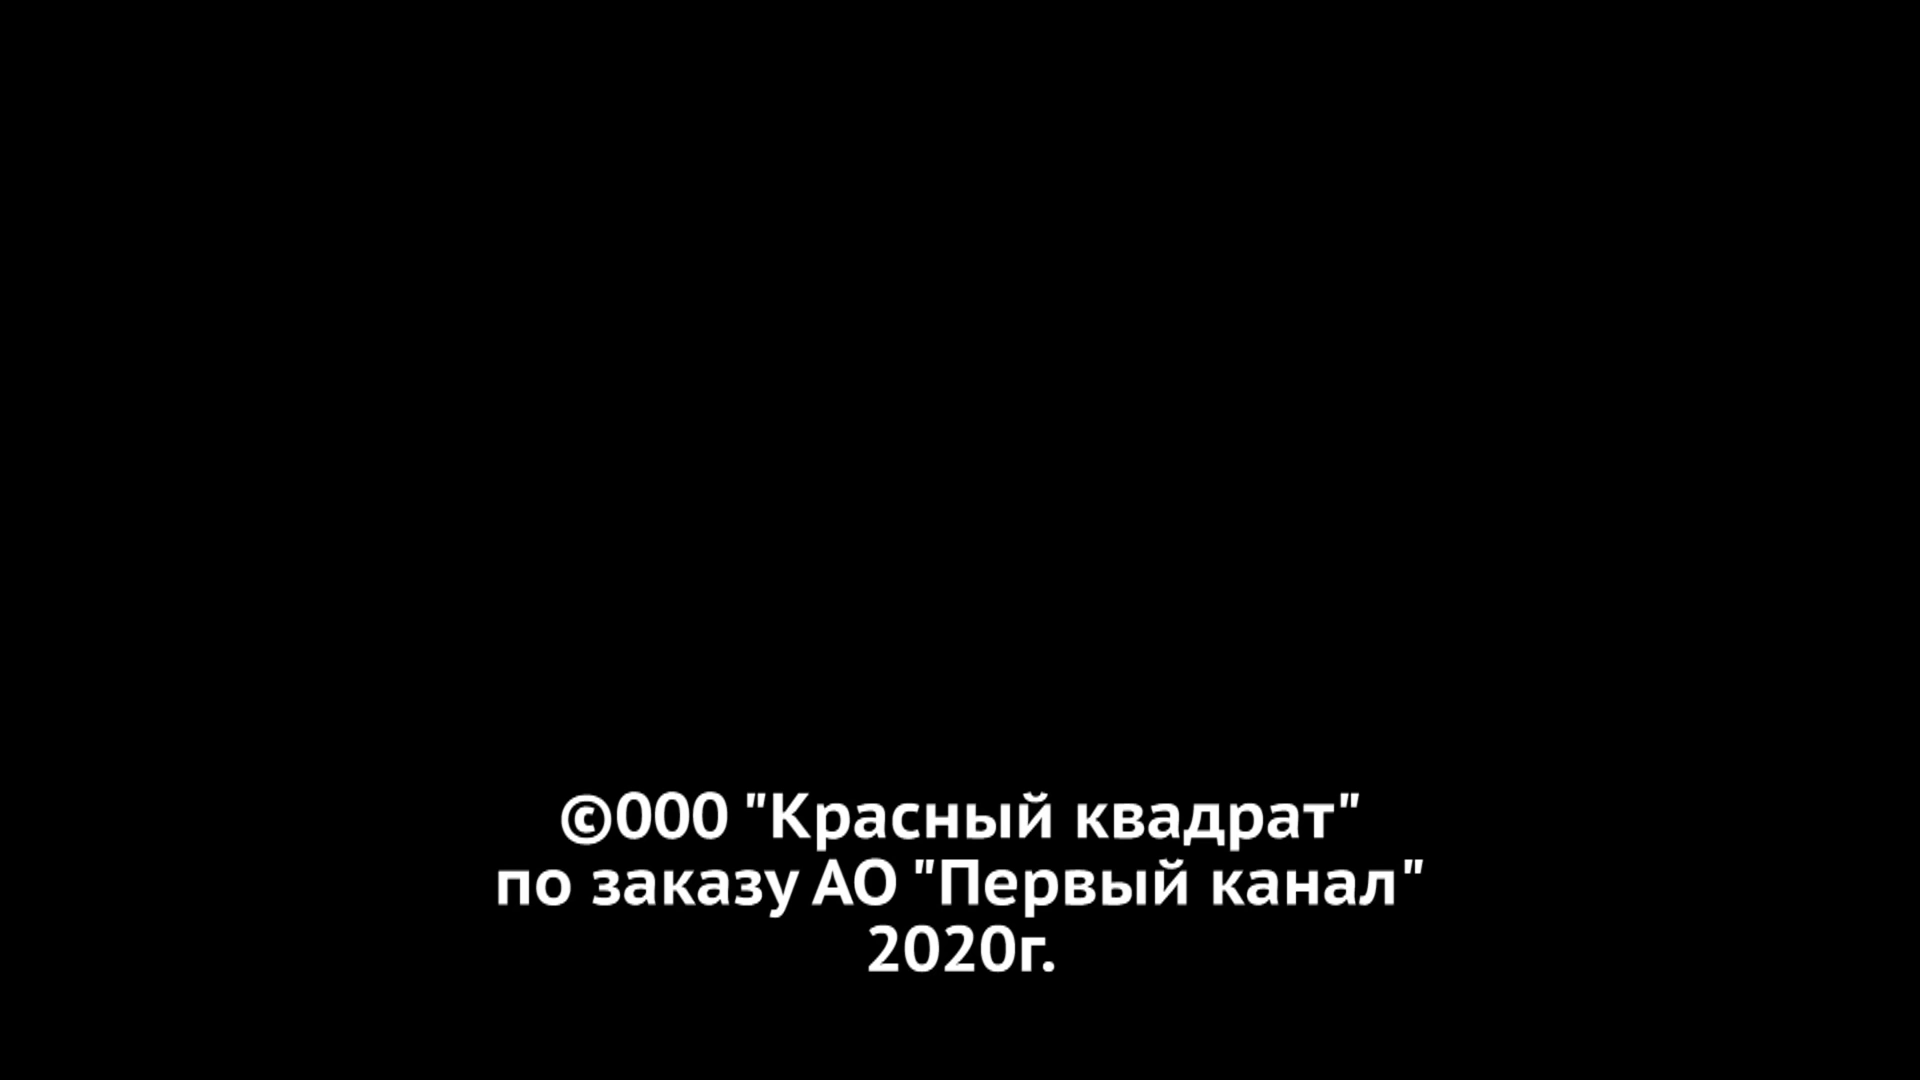 ©000 "Красный квадрат"
по заказу АО "Первый канал"
2020г.